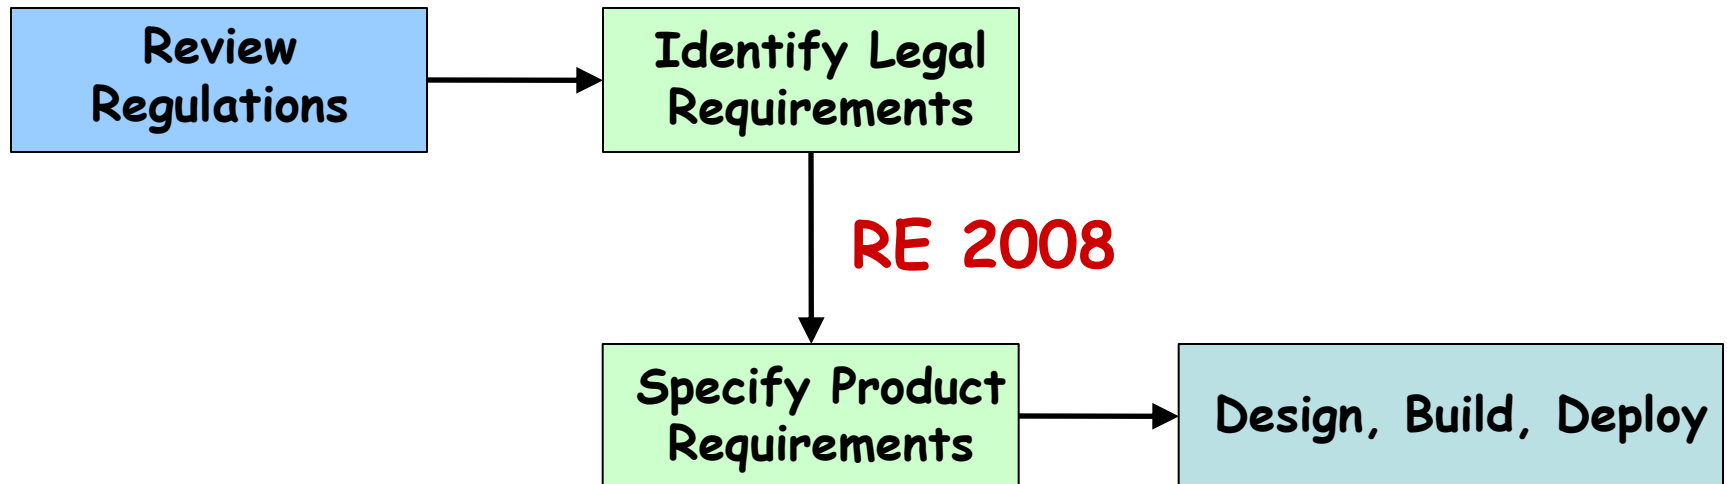 Review
Regulations
Identify Legal
Requirements
RE 2008
Specify Product
Requirements
Design, Build, Deploy